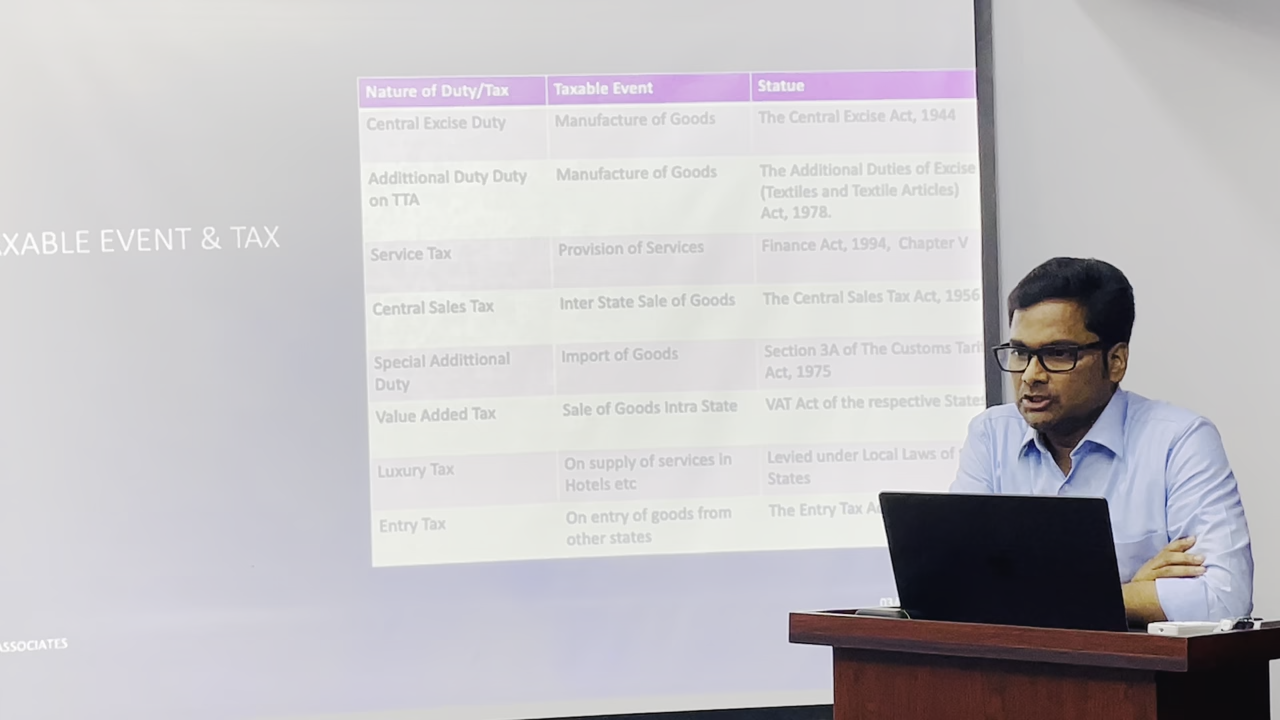 AXABLE EVENT & TAX
Nature of Duty/Tax
Taxable Event
Statue
Central Excise Duty
Manufacture of Goods
The Central Excise Act, 1944
Addittional Duty Duty
on TTA
Manufacture of Goods
The Additional Duties of Excise
(Textiles and Textile Articles)
Act, 1978.
Service Tax
Provision of Services
Finance Act, 1994, Chapter V
Central Sales Tax
Inter State Sale of Goods
The Central Sales Tax Act, 1956
Special Addittional
Duty
Import of Goods
Section 3A of The Customs Tari
Act, 1975
Value Added Tax
Sale of Goods Intra State
VAT Act of the respective States
Luxury Tax
On supply of services in
Hotels etc
Levied under Local Laws of
States
Entry Tax
On entry of goods from
other states
The Entry Tax
ASSOCIATES